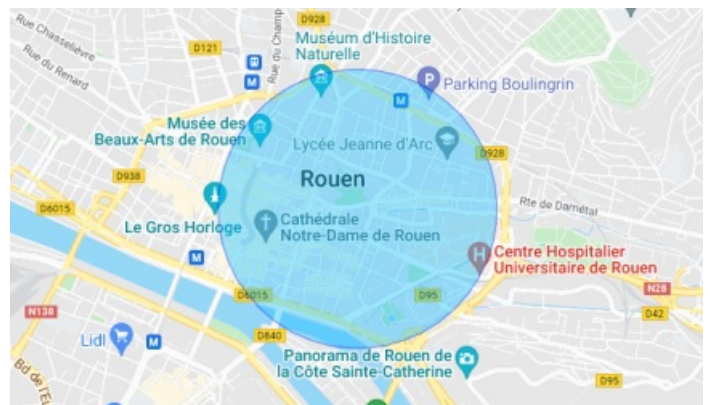 D928
Rue Chasselièvre
D121
Rue du Champ
Muséum d'Histoire
Naturelle
Rue du Renard
M
P
Parking Boulingrin
M
Musée des
Beaux-Arts de Rouen
Lycée Jeanne d'Arc
D928
D938
Rouen
D6015
Rte de Darnétal
Le Gros Horloge
Cathédrale
Notre-Dame de Rouen
M
H
Centre Hospitalier
Universitaire de Rouen
N28
D6015
D95
N138
D42
D840
Lidl
M
Panorama de Rouen de
la Côte Sainte-Catherine
D95